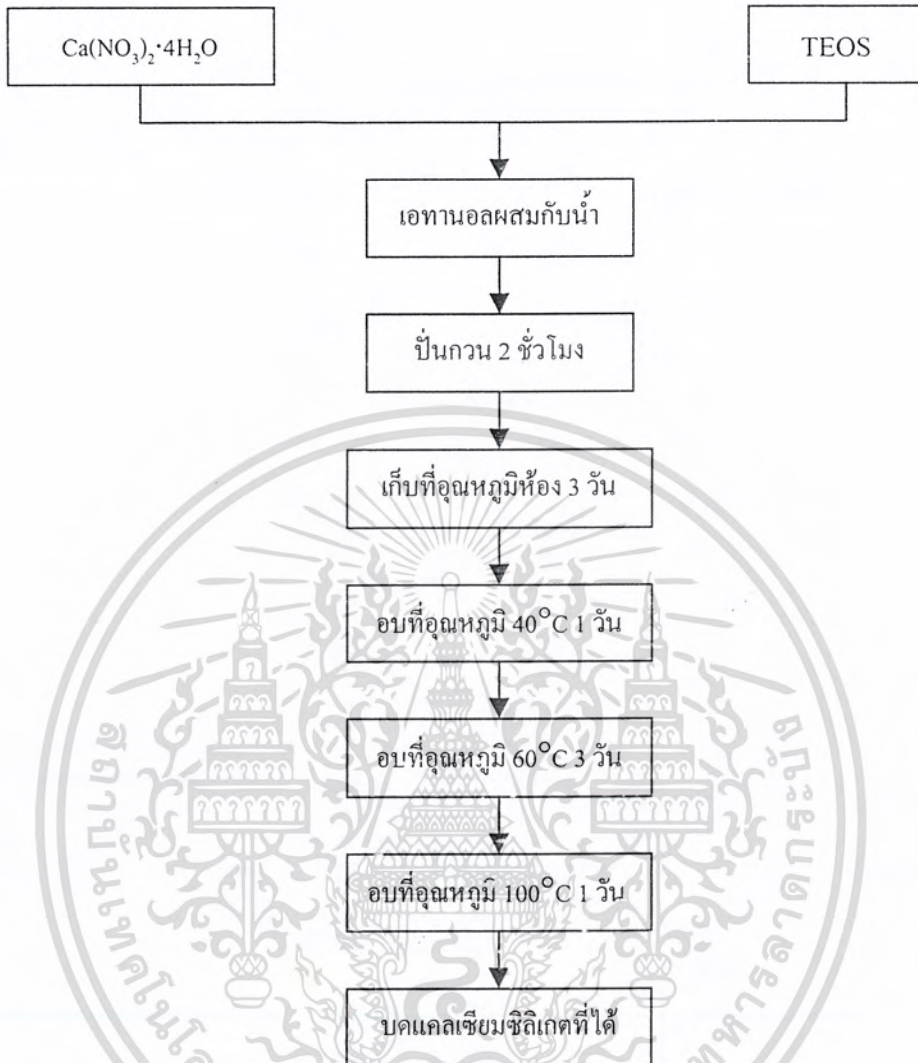 Ca(NO₃)₂·4H₂O
TEOS
เอทานอลผสมกับน้ำ
ปั่นกวน 2 ชั่วโมง
เก็บที่อุณหภูมิห้อง 3 วัน
อบที่อุณหภูมิ 40°C 1 วัน
อบที่อุณหภูมิ 60°C 3 วัน
อบที่อุณหภูมิ 100°C 1 วัน
บดแคลเซียมซิลิเกตที่ได้